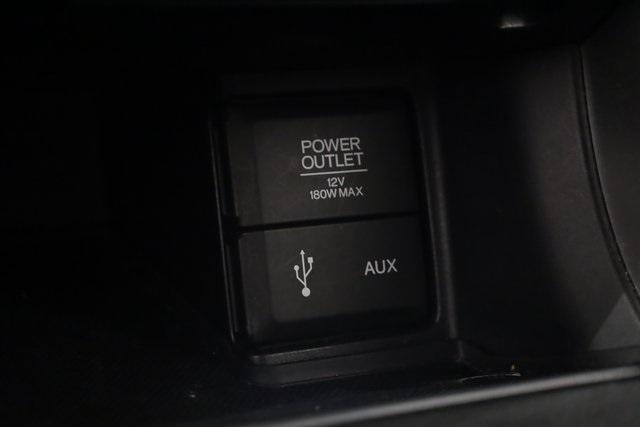 POWER
OUTLET
12V
180W MAX
AUX